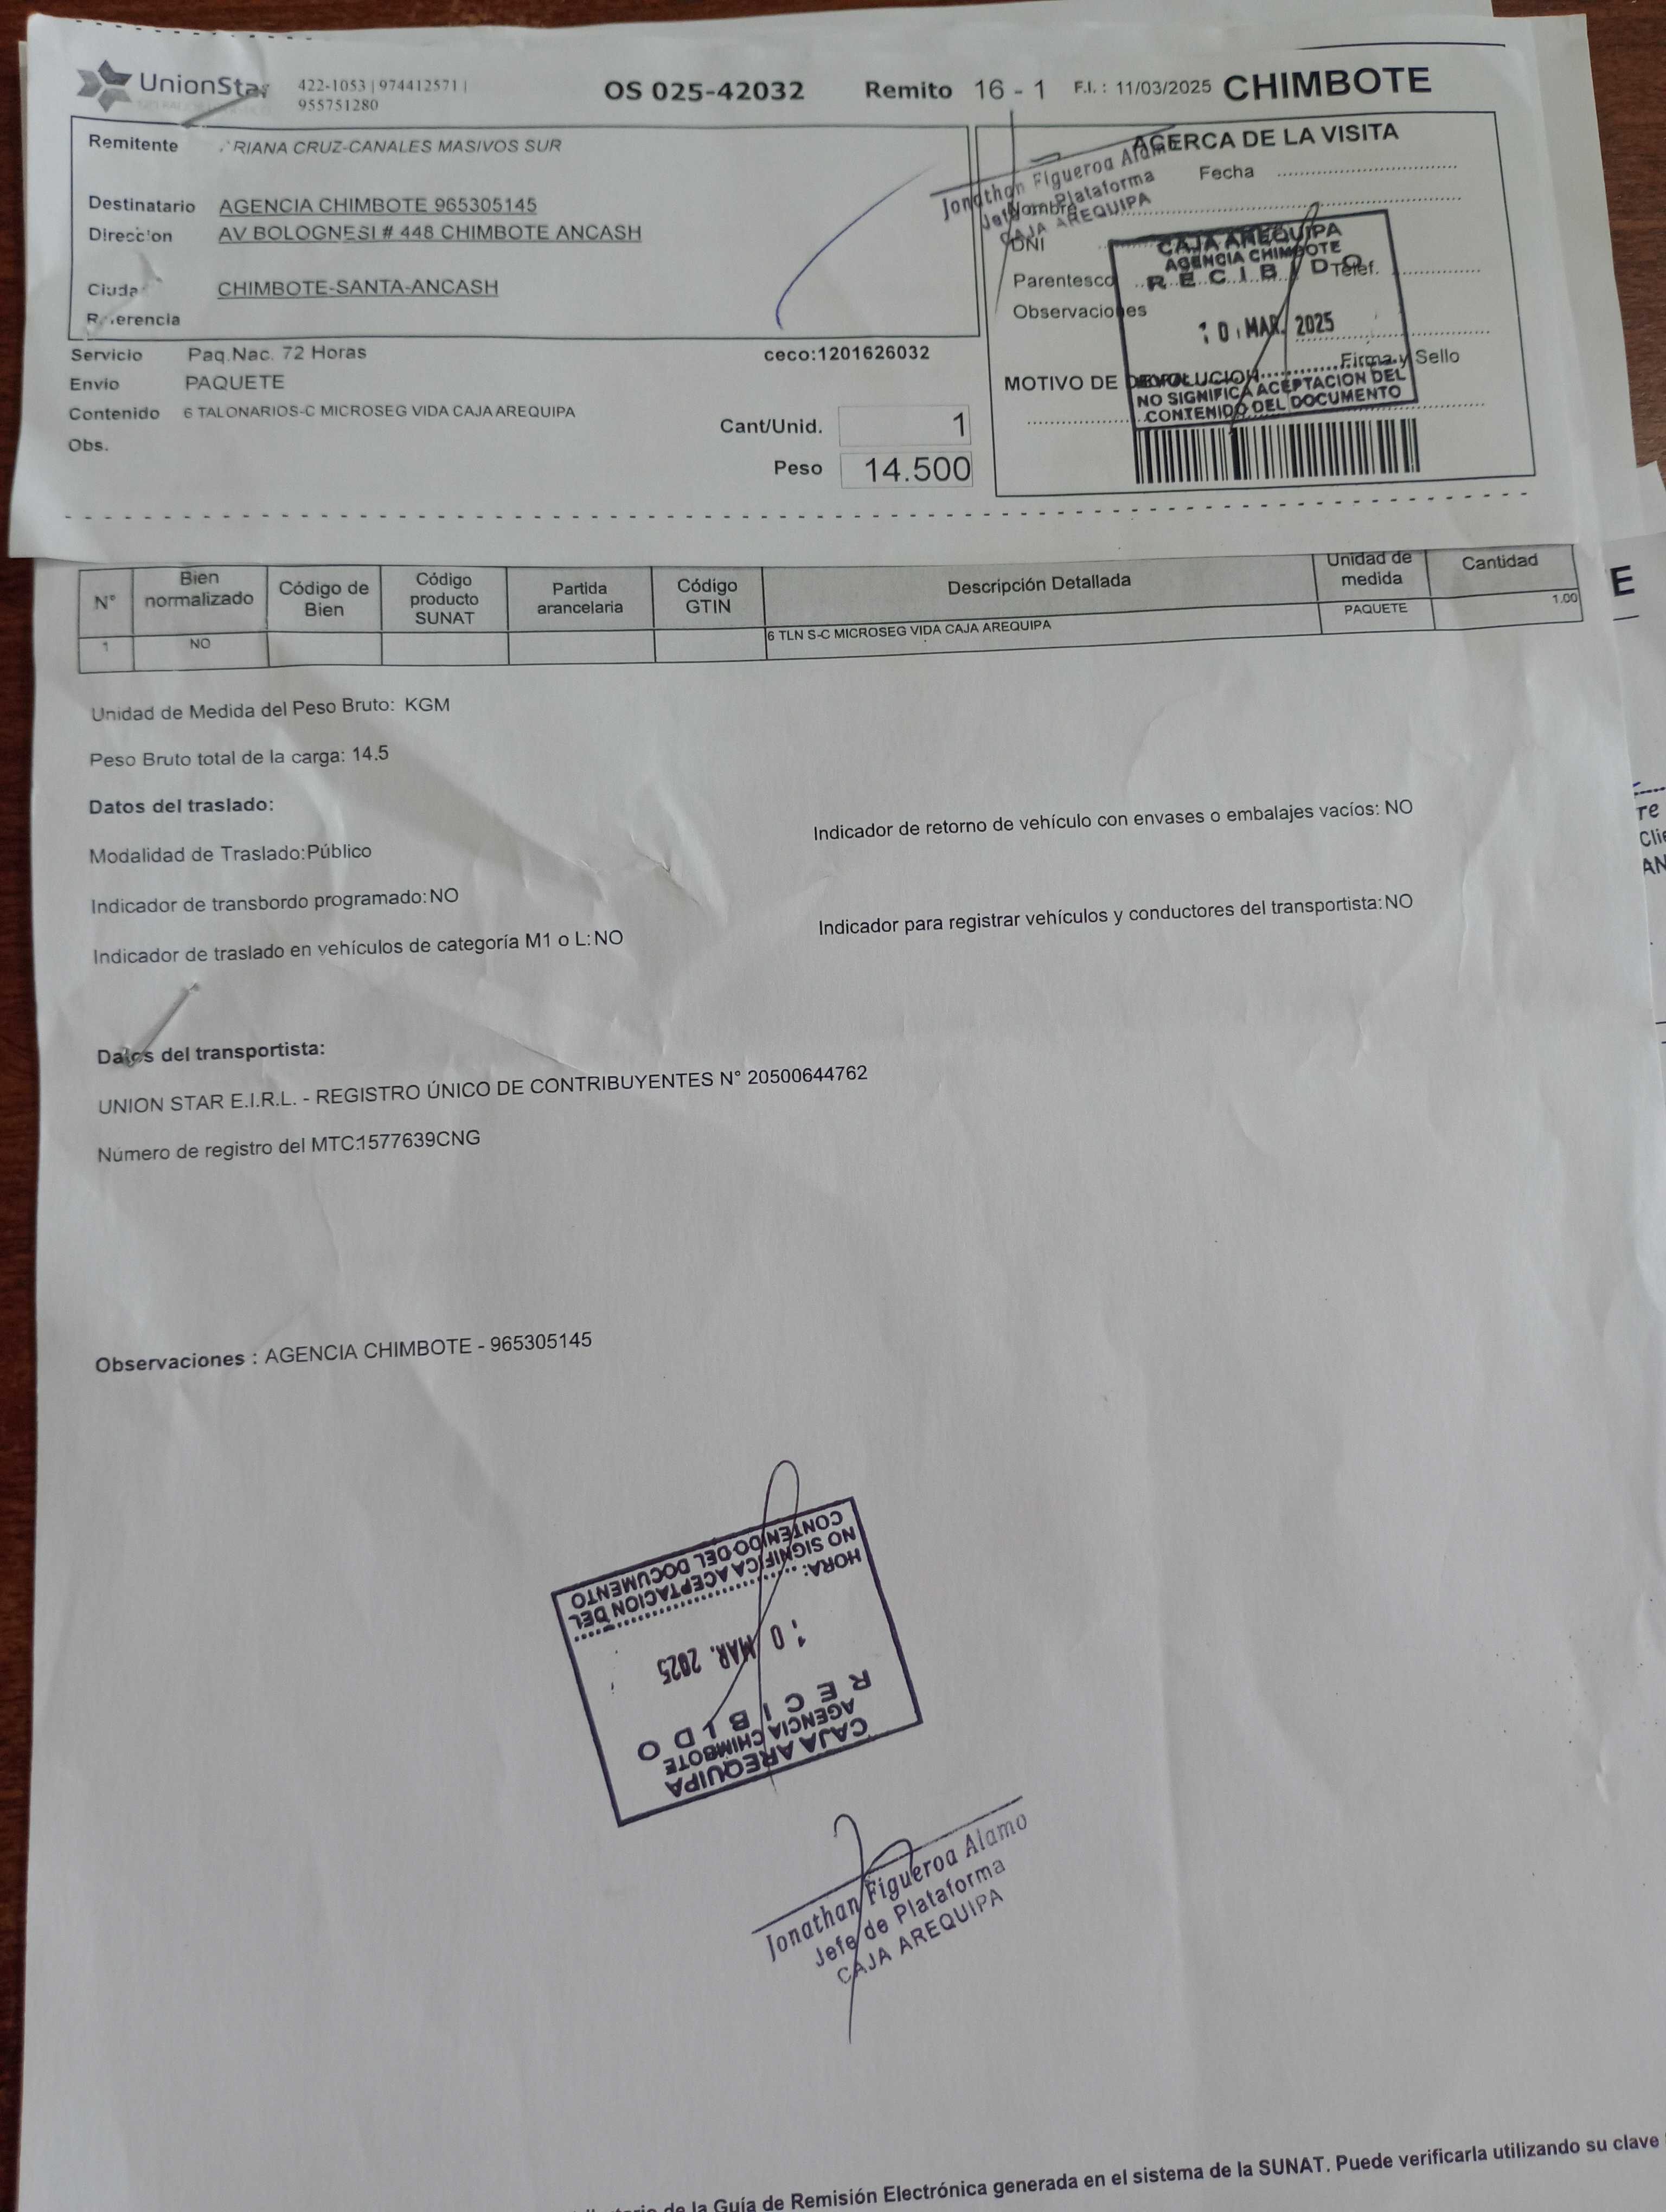 UnionStar 422-1053 | 974412571 |
955751280
OS 025-42032 Remito 16 - 1 F.I. : 11/03/2025 CHIMBOTE
Remitente RIANA CRUZ-CANALES MASIVOS SUR
Destinatario AGENCIA CHIMBOTE 965305145
Direccion AV BOLOGNESI # 448 CHIMBOTE ANCASH
Ciuda CHIMBOTE-SANTA-ANCASH
R erencia
Servicio Paq.Nac. 72 Horas ceco:1201626032
Envio PAQUETE
Contenido 6 TALONARIOS-C MICROSEG VIDA CAJA AREQUIPA
Obs.
Cant/Unid. 1
Peso 14.500
ACERCA DE LA VISITA
Fecha
Nombre
DNI
Parentesco Telef.
Observaciones
Firma y Sello
MOTIVO DE DEVOLUCION
Jonathan Figueroa Alamo
Jefe de Plataforma
CAJA AREQUIPA
CAJA AREQUIPA
AGENCIA CHIMBOTE
RECIBIDO
10 MAR. 2025
NO SIGNIFICA ACEPTACION DEL
CONTENIDO DEL DOCUMENTO
N° Bien normalizado Código de Bien Código producto SUNAT Partida arancelaria Código GTIN Descripción Detallada Unidad de medida Cantidad
1 NO 6 TLN S-C MICROSEG VIDA CAJA AREQUIPA PAQUETE 1.00
Unidad de Medida del Peso Bruto: KGM
Peso Bruto total de la carga: 14.5
Datos del traslado:
Indicador de retorno de vehículo con envases o embalajes vacíos: NO
Modalidad de Traslado:Público
Indicador de transbordo programado:NO
Indicador para registrar vehículos y conductores del transportista:NO
Indicador de traslado en vehículos de categoría M1 o L:NO
Datos del transportista:
UNION STAR E.I.R.L. - REGISTRO ÚNICO DE CONTRIBUYENTES N° 20500644762
Número de registro del MTC:1577639CNG
Observaciones : AGENCIA CHIMBOTE - 965305145
CAJA AREQUIPA
AGENCIA CHIMBOTE
RECIBIDO
10 MAR. 2025
HORA:
NO SIGNIFICA ACEPTACION DEL
CONTENIDO DEL DOCUMENTO
Jonathan Figueroa Alamo
Jefe de Plataforma
CAJA AREQUIPA
de la Guía de Remisión Electrónica generada en el sistema de la SUNAT. Puede verificarla utilizando su clave
E
Te
Clie
AN